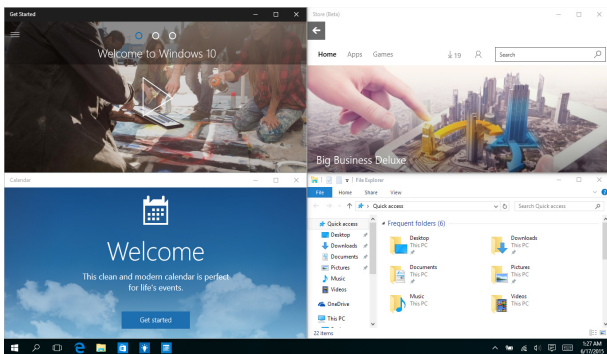 Get Started
Welcome to Windows 10
Store (Beta)
Home Apps Games 19 Search
Big Business Deluxe
Calendar
Welcome
This clean and modern calendar is perfect
for life's events.
Get started
File Explorer
File Home Share View
Quick access Search Quick access
Quick access
Desktop
Downloads
Documents
Pictures
Music
Videos
OneDrive
This PC
Frequent folders (6)
Desktop
This PC
Downloads
This PC
Documents
This PC
Pictures
This PC
Music
This PC
Videos
This PC
22 items
1:27 AM
6/17/2015